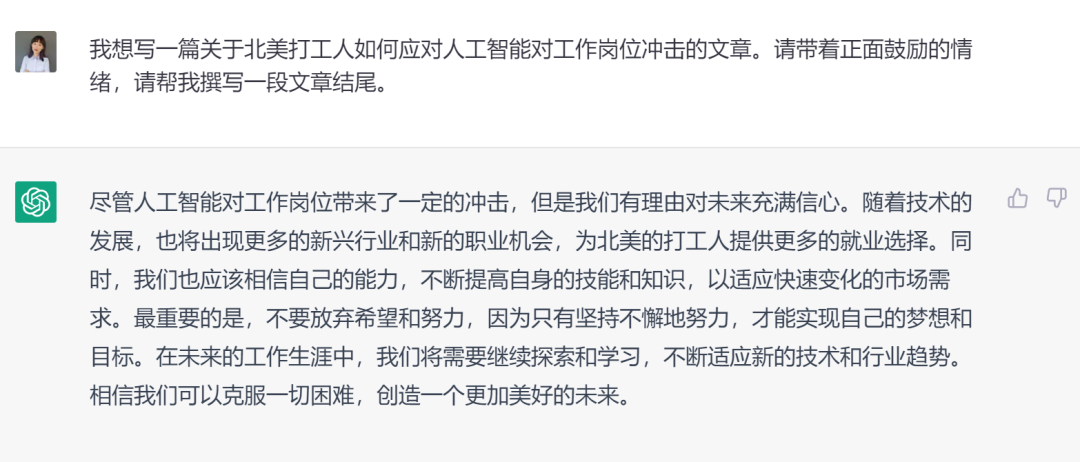 我想写一篇关于北美打工人如何应对人工智能对工作岗位冲击的文章。请带着正面鼓励的情
绪，请帮我撰写一段文章结尾。
尽管人工智能对工作岗位带来了一定的冲击，但是我们有理由对未来充满信心。随着技术的
发展，也将出现更多的新兴行业和新的职业机会，为北美的打工人提供更多的就业选择。同
时，我们也应该相信自己的能力，不断提高自身的技能和知识，以适应快速变化的市场需
求。最重要的是，不要放弃希望和努力，因为只有坚持不懈地努力，才能实现自己的梦想和
目标。在未来的工作生涯中，我们将需要继续探索和学习，不断适应新的技术和行业趋势。
相信我们可以克服一切困难，创造一个更加美好的未来。